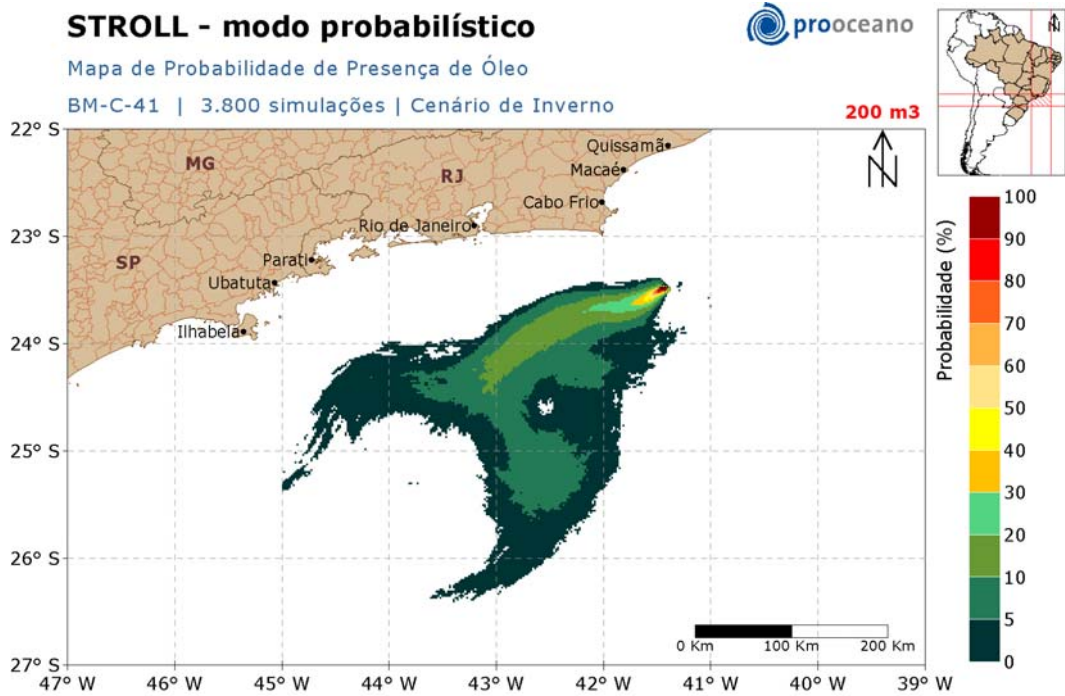 STROLL - modo probabilístico
prooceano
Mapa de Probabilidade de Presença de Óleo
BM-C-41 | 3.800 simulações | Cenário de Inverno
200 m3
N
22° S
23° S
24° S
25° S
26° S
27° S
MG
RJ
SP
Quissamã
Macaé
Cabo Frio
Rio de Janeiro
Parati
Ubatuta
Ilhabela
N
0 Km 100 Km 200 Km
47° W 46° W 45° W 44° W 43° W 42° W 41° W 40° W 39° W
Probabilidade (%)
100
90
80
70
60
50
40
30
20
10
5
0